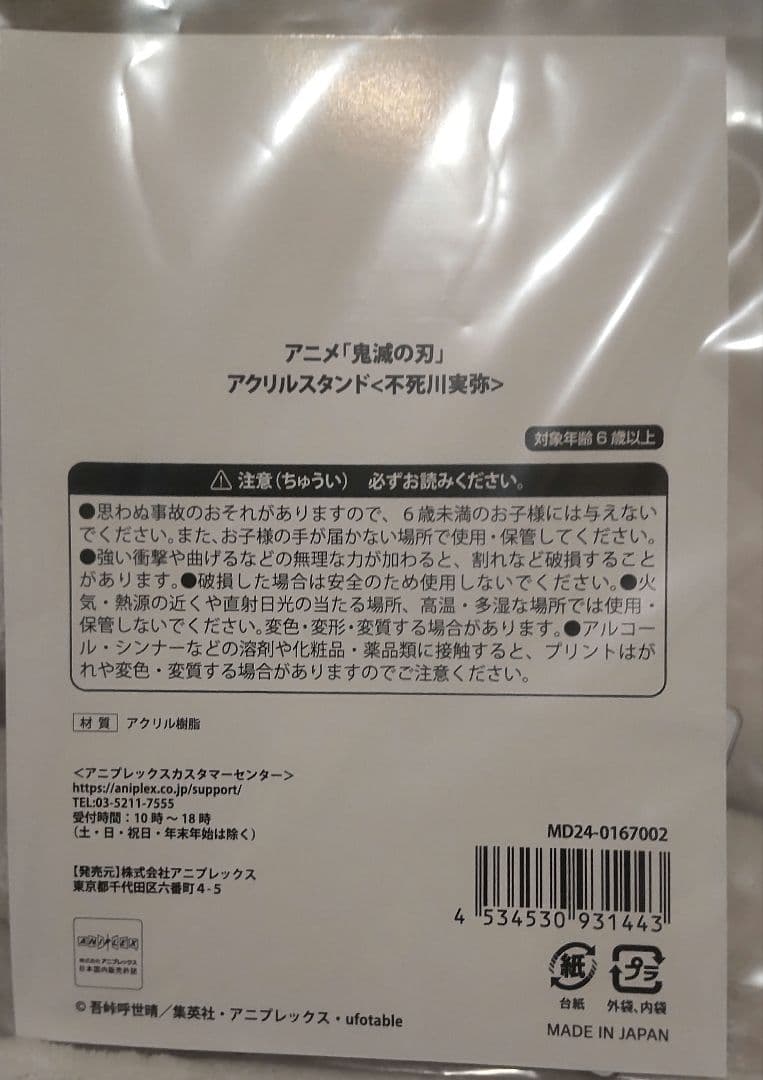 アニメ「鬼滅の刃」
アクリルスタンド<不死川実弥>
対象年齢6歳以上
注意(ちゅうい) 必ずお読みください。
●思わぬ事故のおそれがありますので、6歳未満のお子様には与えない
でください。また、お子様の手が届かない場所で使用・保管してください。
●強い衝撃や曲げるなどの無理な力が加わると、割れなど破損すること
があります。●破損した場合は安全のため使用しないでください。●火
気・熱源の近くや直射日光の当たる場所、高温・多湿な場所では使用・
保管しないでください。変色・変形・変質する場合があります。●アルコー
ル・シンナーなどの溶剤や化粧品・薬品類に接触すると、プリントはが
れや変色・変質する場合がありますのでご注意ください。
材質 アクリル樹脂
<アニプレックスカスタマーセンター>
https://aniplex.co.jp/support/
TEL:03-5211-7555
受付時間:10時~18時
(土・日・祝日・年末年始は除く)
【発売元】株式会社アニプレックス
東京都千代田区六番町4-5
MD24-0167002
4 534530 931443
ANIPLEX
株式会社アニプレックス
日本国内販売許諾
紙
台紙
プラ
外袋、内袋
©吾峠呼世晴/集英社・アニプレックス・ufotable
MADE IN JAPAN